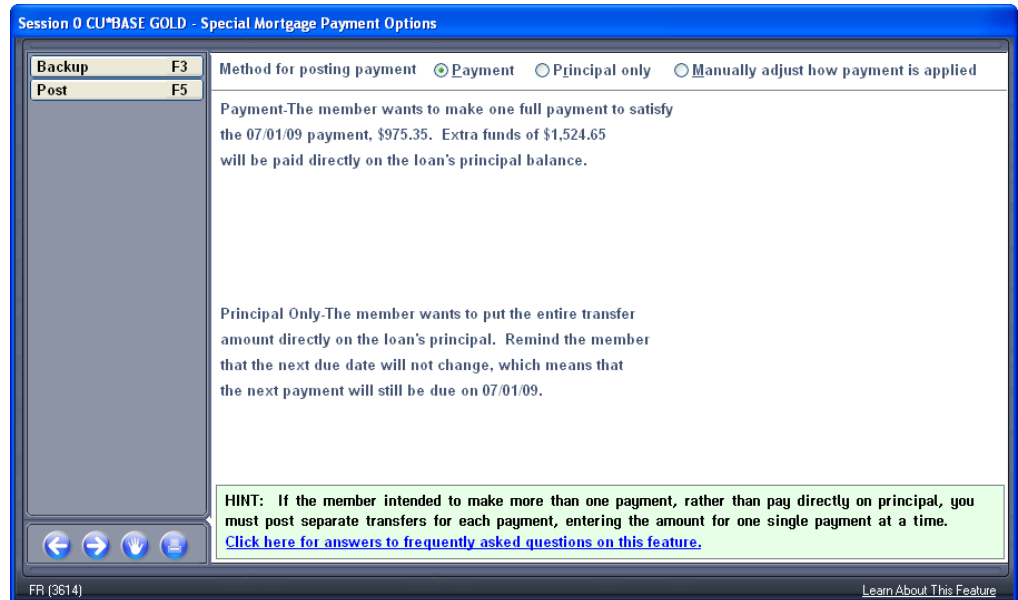 Session 0 CU*BASE GOLD - Special Mortgage Payment Options
Backup F3
Post F5
Method for posting payment Payment Principal only Manually adjust how payment is applied
Payment-The member wants to make one full payment to satisfy
the 07/01/09 payment, $975.35. Extra funds of $1,524.65
will be paid directly on the loan's principal balance.
Principal Only-The member wants to put the entire transfer
amount directly on the loan's principal. Remind the member
that the next due date will not change, which means that
the next payment will still be due on 07/01/09.
HINT: If the member intended to make more than one payment, rather than pay directly on principal, you
must post separate transfers for each payment, entering the amount for one single payment at a time.
Click here for answers to frequently asked questions on this feature.
FR (3614)
Learn About This Feature